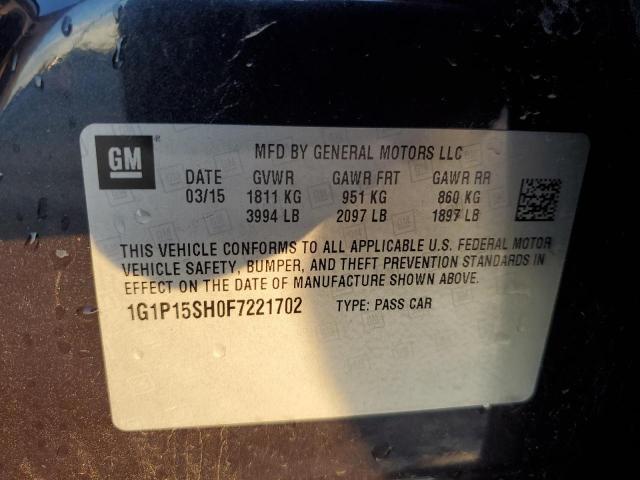 GM
MFD BY GENERAL MOTORS LLC
DATE GVWR GAWR FRT GAWR RR
03/15 1811 KG 951 KG 860 KG
3994 LB 2097 LB 1897 LB
THIS VEHICLE CONFORMS TO ALL APPLICABLE U.S. FEDERAL MOTOR
VEHICLE SAFETY, BUMPER, AND THEFT PREVENTION STANDARDS IN
EFFECT ON THE DATE OF MANUFACTURE SHOWN ABOVE.
1G1P15SH0F7221702 TYPE: PASS CAR